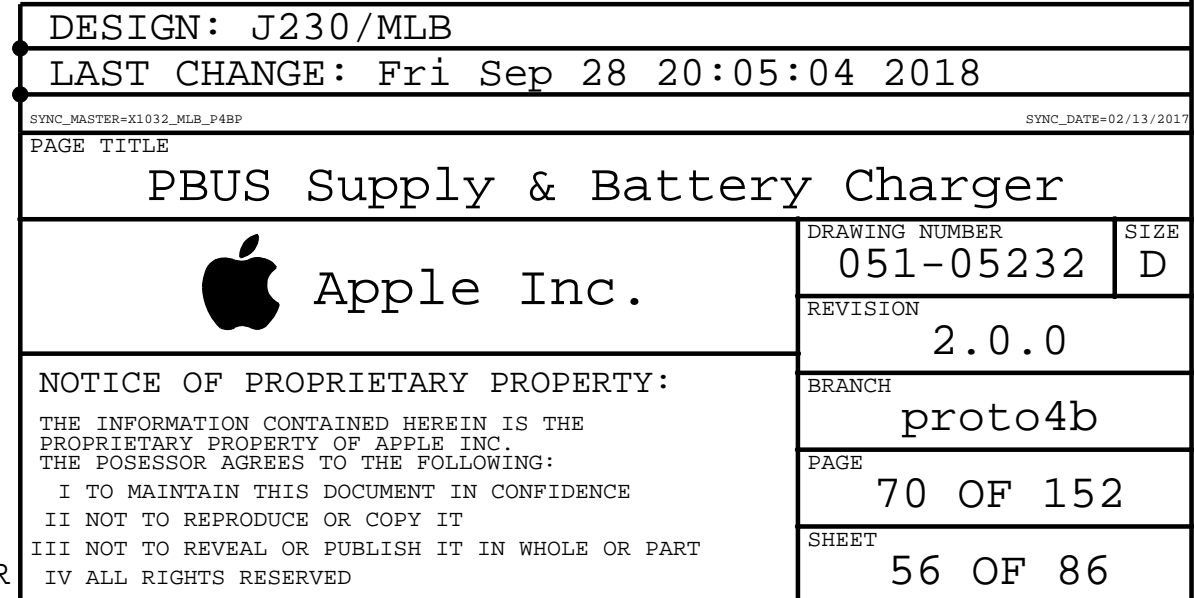 DESIGN: J230/MLB
LAST CHANGE: Fri Sep 28 20:05:04 2018
SYNC_MASTER=X1032_MLB_P4BP SYNC_DATE=02/13/2017
PAGE TITLE
PBUS Supply & Battery Charger
Apple Inc.
DRAWING NUMBER
051-05232
SIZE
D
REVISION
2.0.0
NOTICE OF PROPRIETARY PROPERTY:
THE INFORMATION CONTAINED HEREIN IS THE
PROPRIETARY PROPERTY OF APPLE INC.
THE POSESSOR AGREES TO THE FOLLOWING:
I TO MAINTAIN THIS DOCUMENT IN CONFIDENCE
II NOT TO REPRODUCE OR COPY IT
III NOT TO REVEAL OR PUBLISH IT IN WHOLE OR PART
R IV ALL RIGHTS RESERVED
BRANCH
proto4b
PAGE
70 OF 152
SHEET
56 OF 86